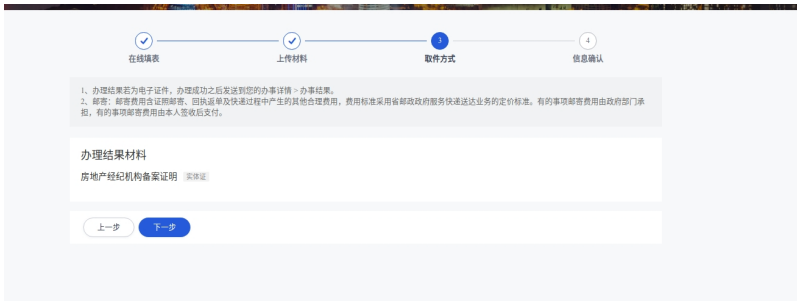 3
4
在线填表
上传材料
取件方式
信息确认
1、办理结果若为电子证件，办理成功之后发送到您的办事详情 > 办事结果。
2、邮寄：邮寄费用含证照邮寄、回执返单及快递过程中产生的其他合理费用，费用标准采用省邮政政府服务快递送达业务的定价标准。有的事项邮寄费用由政府部门承
担，有的事项邮寄费用由本人签收后支付。
办理结果材料
房地产经纪机构备案证明 实体证
上一步 下一步